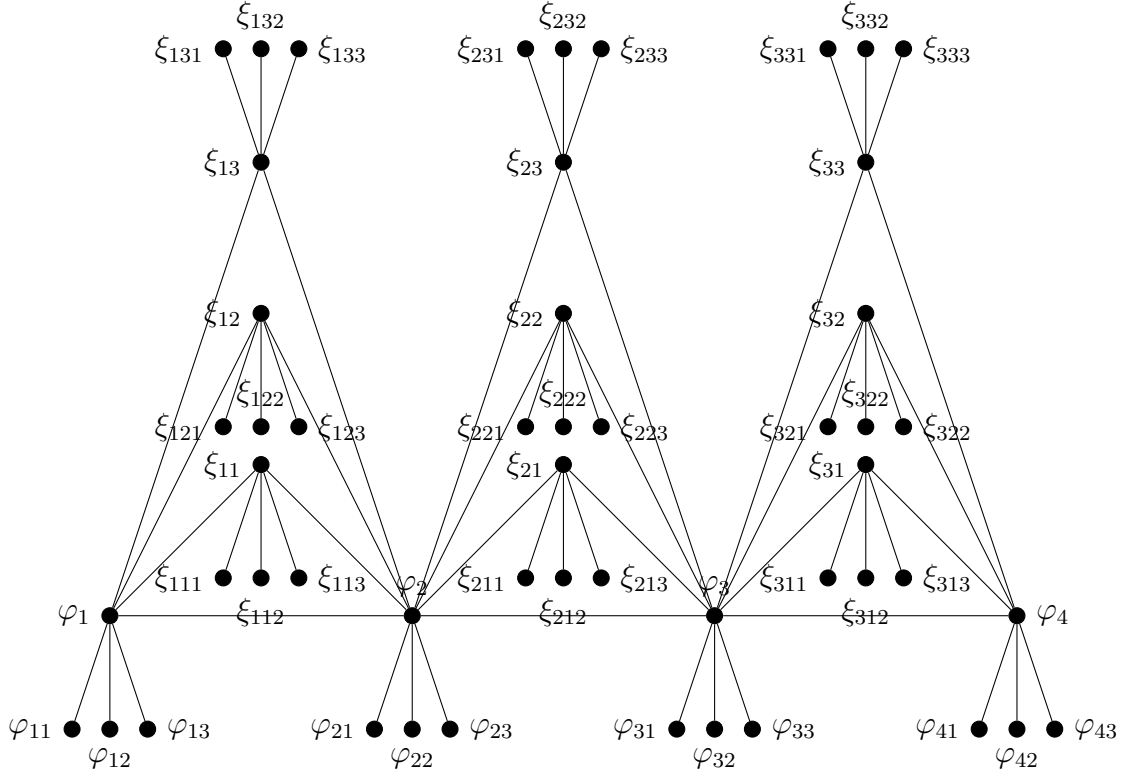 ξ₁₃₂ ξ₂₃₂ ξ₃₃₂
ξ₁₃₁ ξ₁₃₃ ξ₂₃₁ ξ₂₃₃ ξ₃₃₁ ξ₃₃₃
ξ₁₃ ξ₂₃ ξ₃₃
ξ₁₂ ξ₂₂ ξ₃₂
ξ₁₂₂ ξ₂₂₂ ξ₃₂₂
ξ₁₂₁ ξ₁₂₃ ξ₂₂₁ ξ₂₂₃ ξ₃₂₁ ξ₃₂₂
ξ₁₁ ξ₂₁ ξ₃₁
ξ₁₁₁ ξ₁₁₃ φ₂ ξ₂₁₁ ξ₂₁₃ φ₃ ξ₃₁₁ ξ₃₁₃
φ₁ ξ₁₁₂ ξ₂₁₂ ξ₃₁₂ φ₄
φ₁₁ φ₁₃ φ₂₁ φ₂₃ φ₃₁ φ₃₃ φ₄₁ φ₄₃
φ₁₂ φ₂₂ φ₃₂ φ₄₂